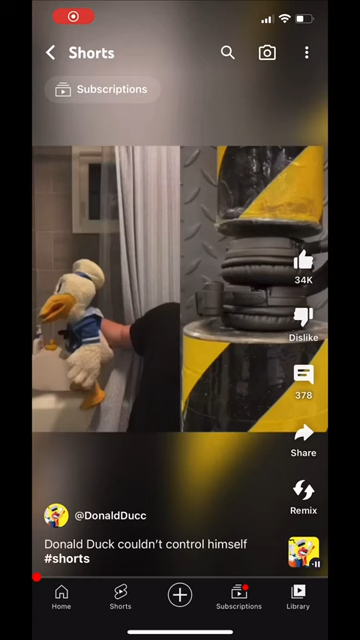 Shorts
Subscriptions
34K
Dislike
378
Share
Remix
@DonaldDucc
Donald Duck couldn't control himself
#shorts
Home
Shorts
Subscriptions
Library